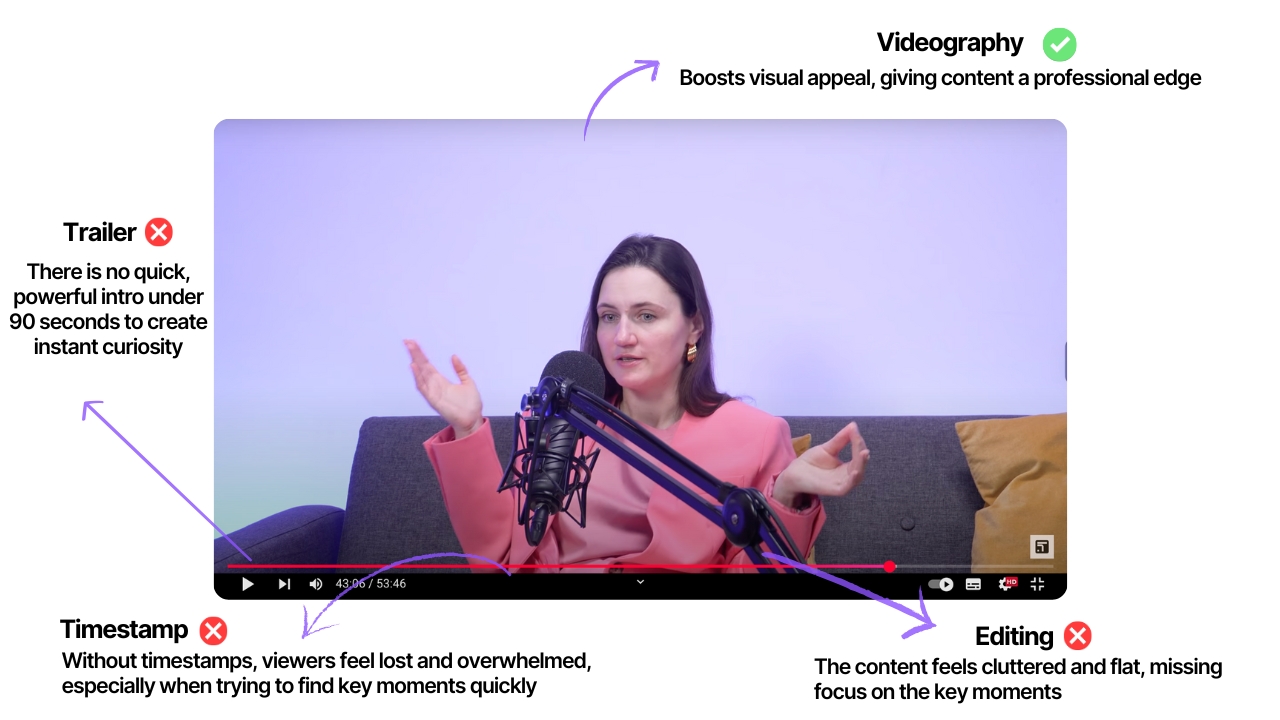 Videography
Boosts visual appeal, giving content a professional edge
Trailer
There is no quick,
powerful intro under
90 seconds to create
instant curiosity
43:06 / 53:46
HD
Timestamp
Without timestamps, viewers feel lost and overwhelmed,
especially when trying to find key moments quickly
Editing
The content feels cluttered and flat, missing
focus on the key moments